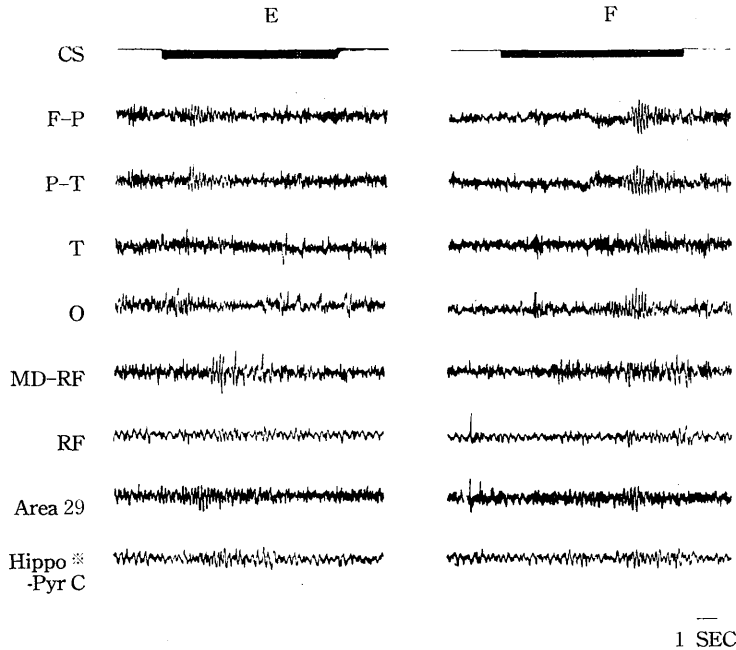 E F
CS
F-P
P-T
T
O
MD-RF
RF
Area 29
Hippo ※
-Pyr C
1 SEC